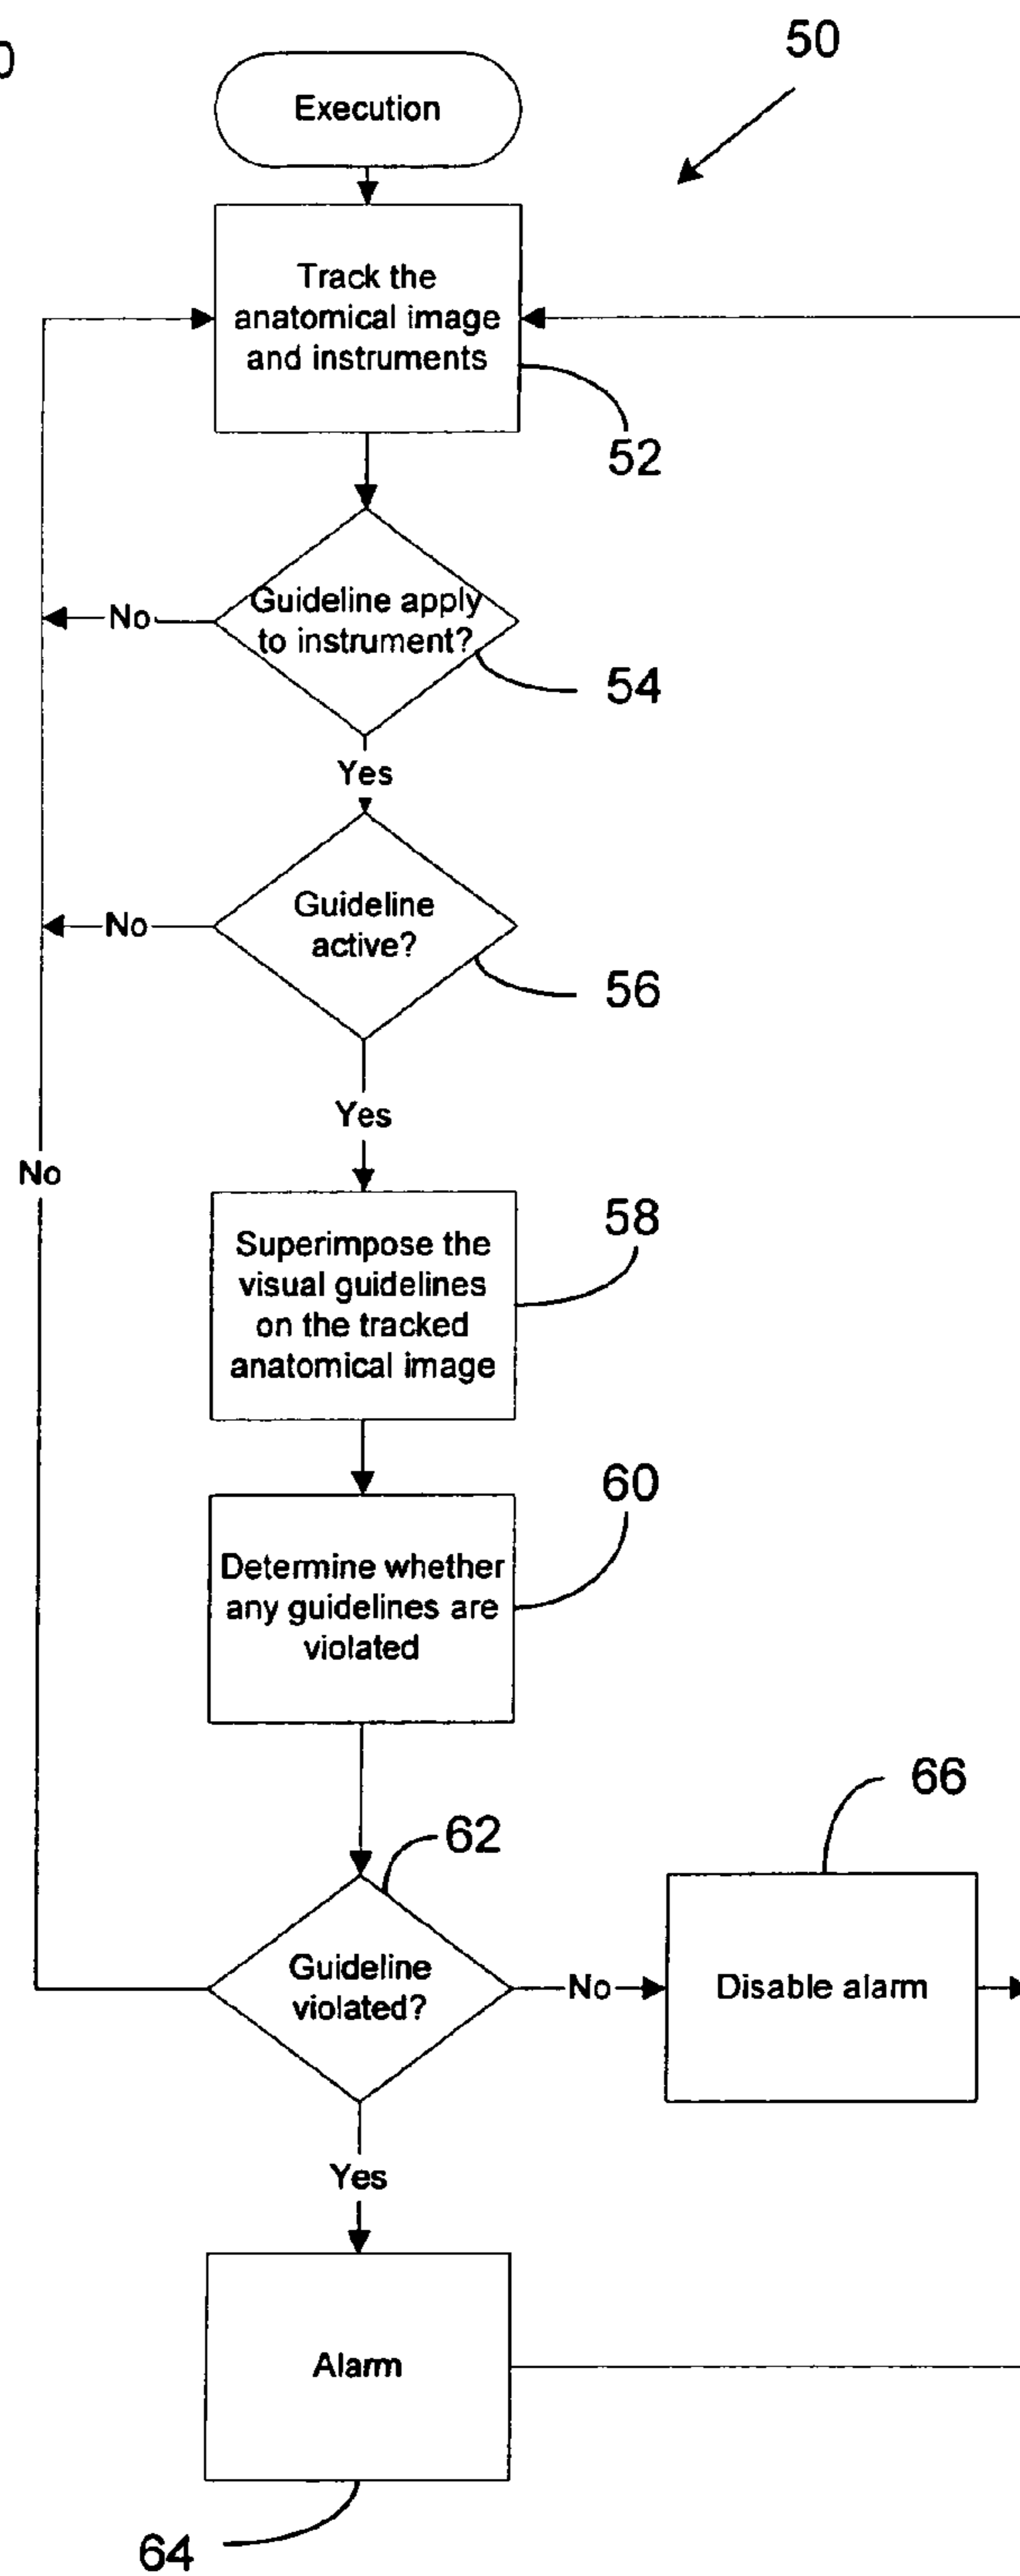 0
50
Execution
Track the
anatomical image
and instruments
52
Guideline apply
to instrument?
No
54
Yes
Guideline
active?
No
56
Yes
No
Superimpose the
visual guidelines
on the tracked
anatomical image
58
Determine whether
any guidelines are
violated
60
62
66
Guideline
violated?
No
Disable alarm
Yes
Alarm
64